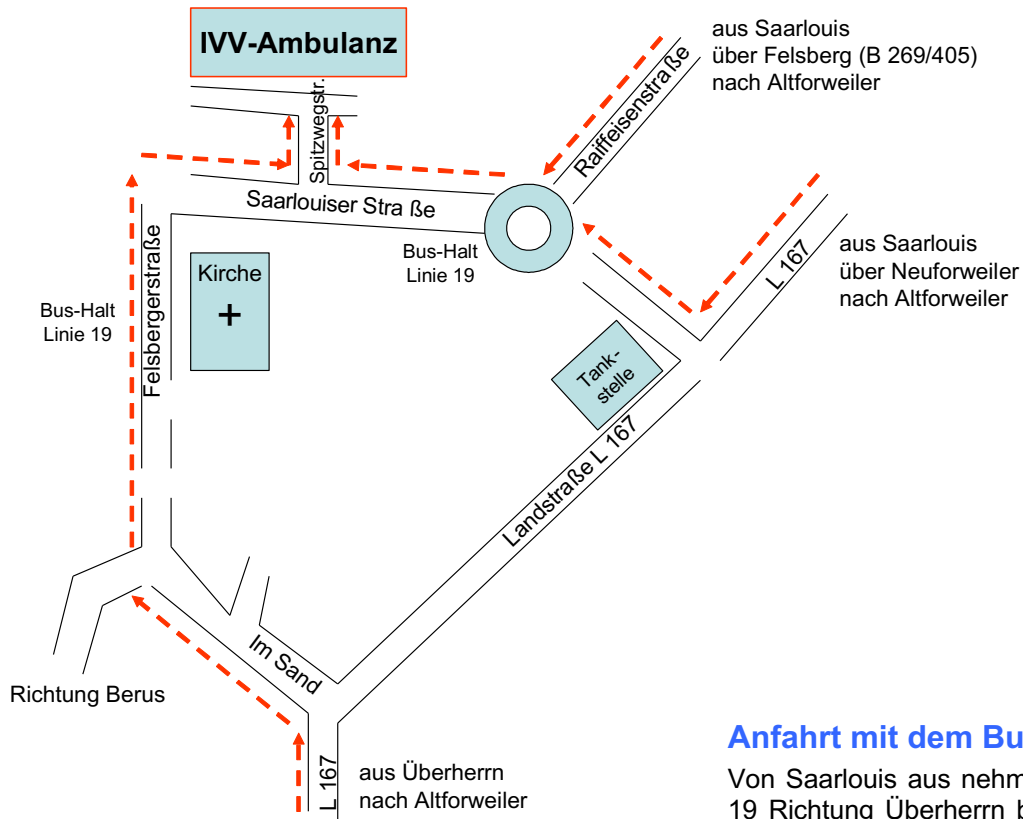 IVV-Ambulanz
aus Saarlouis
über Felsberg (B 269/405)
nach Altforweiler
Raiffeisenstraße
Spitzwegstr.
Saarlouiser Stra ße
aus Saarlouis
über Neuforweiler
nach Altforweiler
L 167
Bus-Halt
Linie 19
Kirche
Bus-Halt
Linie 19
Felsbergerstraße
Tank-
stelle
Landstraße L 167
Im Sand
Richtung Berus
L 167
aus Überherrn
nach Altforweiler
Anfahrt mit dem Bu
Von Saarlouis aus nehm
19 Richtung Überherrn b